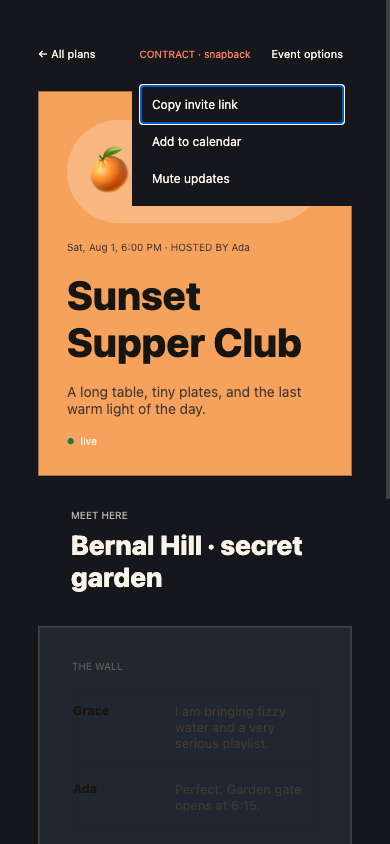 ← All plans
CONTRACT · snapback
Event options
Copy invite link
Add to calendar
Mute updates
Sat, Aug 1, 6:00 PM · HOSTED BY Ada
Sunset
Supper Club
A long table, tiny plates, and the last
warm light of the day.
live
MEET HERE
Bernal Hill · secret
garden
THE WALL
Grace
I am bringing fizzy
water and a very
serious playlist.
Ada
Perfect. Garden gate
opens at 6:15.